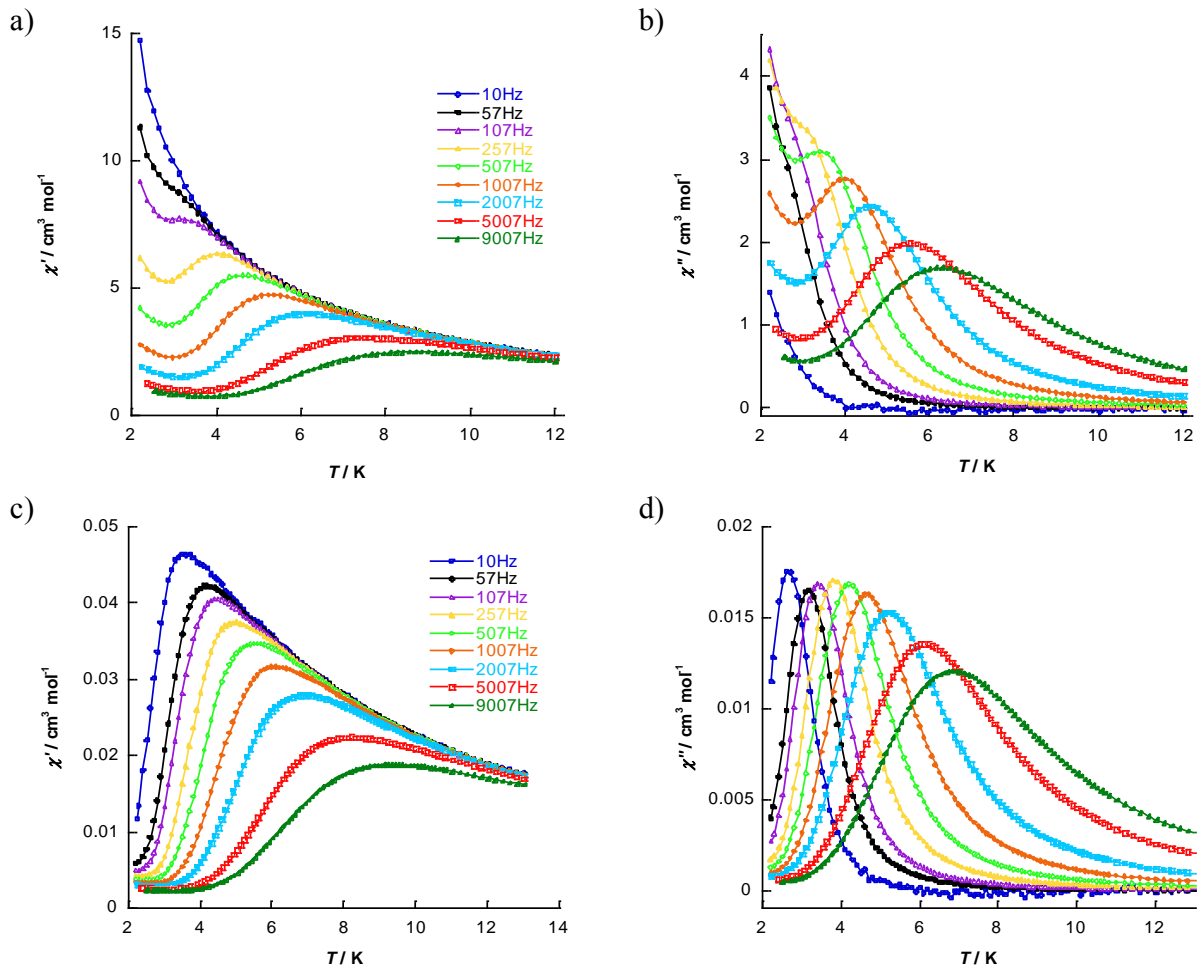 a)
15
10
5
0
χ' / cm³ mol⁻¹
2
4
6
8
10
12
T / K
10Hz
57Hz
107Hz
257Hz
507Hz
1007Hz
2007Hz
5007Hz
9007Hz
b)
4
3
2
1
0
χ'' / cm³ mol⁻¹
2
4
6
8
10
12
T / K
c)
0.05
0.04
0.03
0.02
0.01
0
χ' / cm³ mol⁻¹
2
4
6
8
10
12
14
T / K
10Hz
57Hz
107Hz
257Hz
507Hz
1007Hz
2007Hz
5007Hz
9007Hz
d)
0.02
0.015
0.01
0.005
0
χ'' / cm³ mol⁻¹
2
4
6
8
10
12
T / K